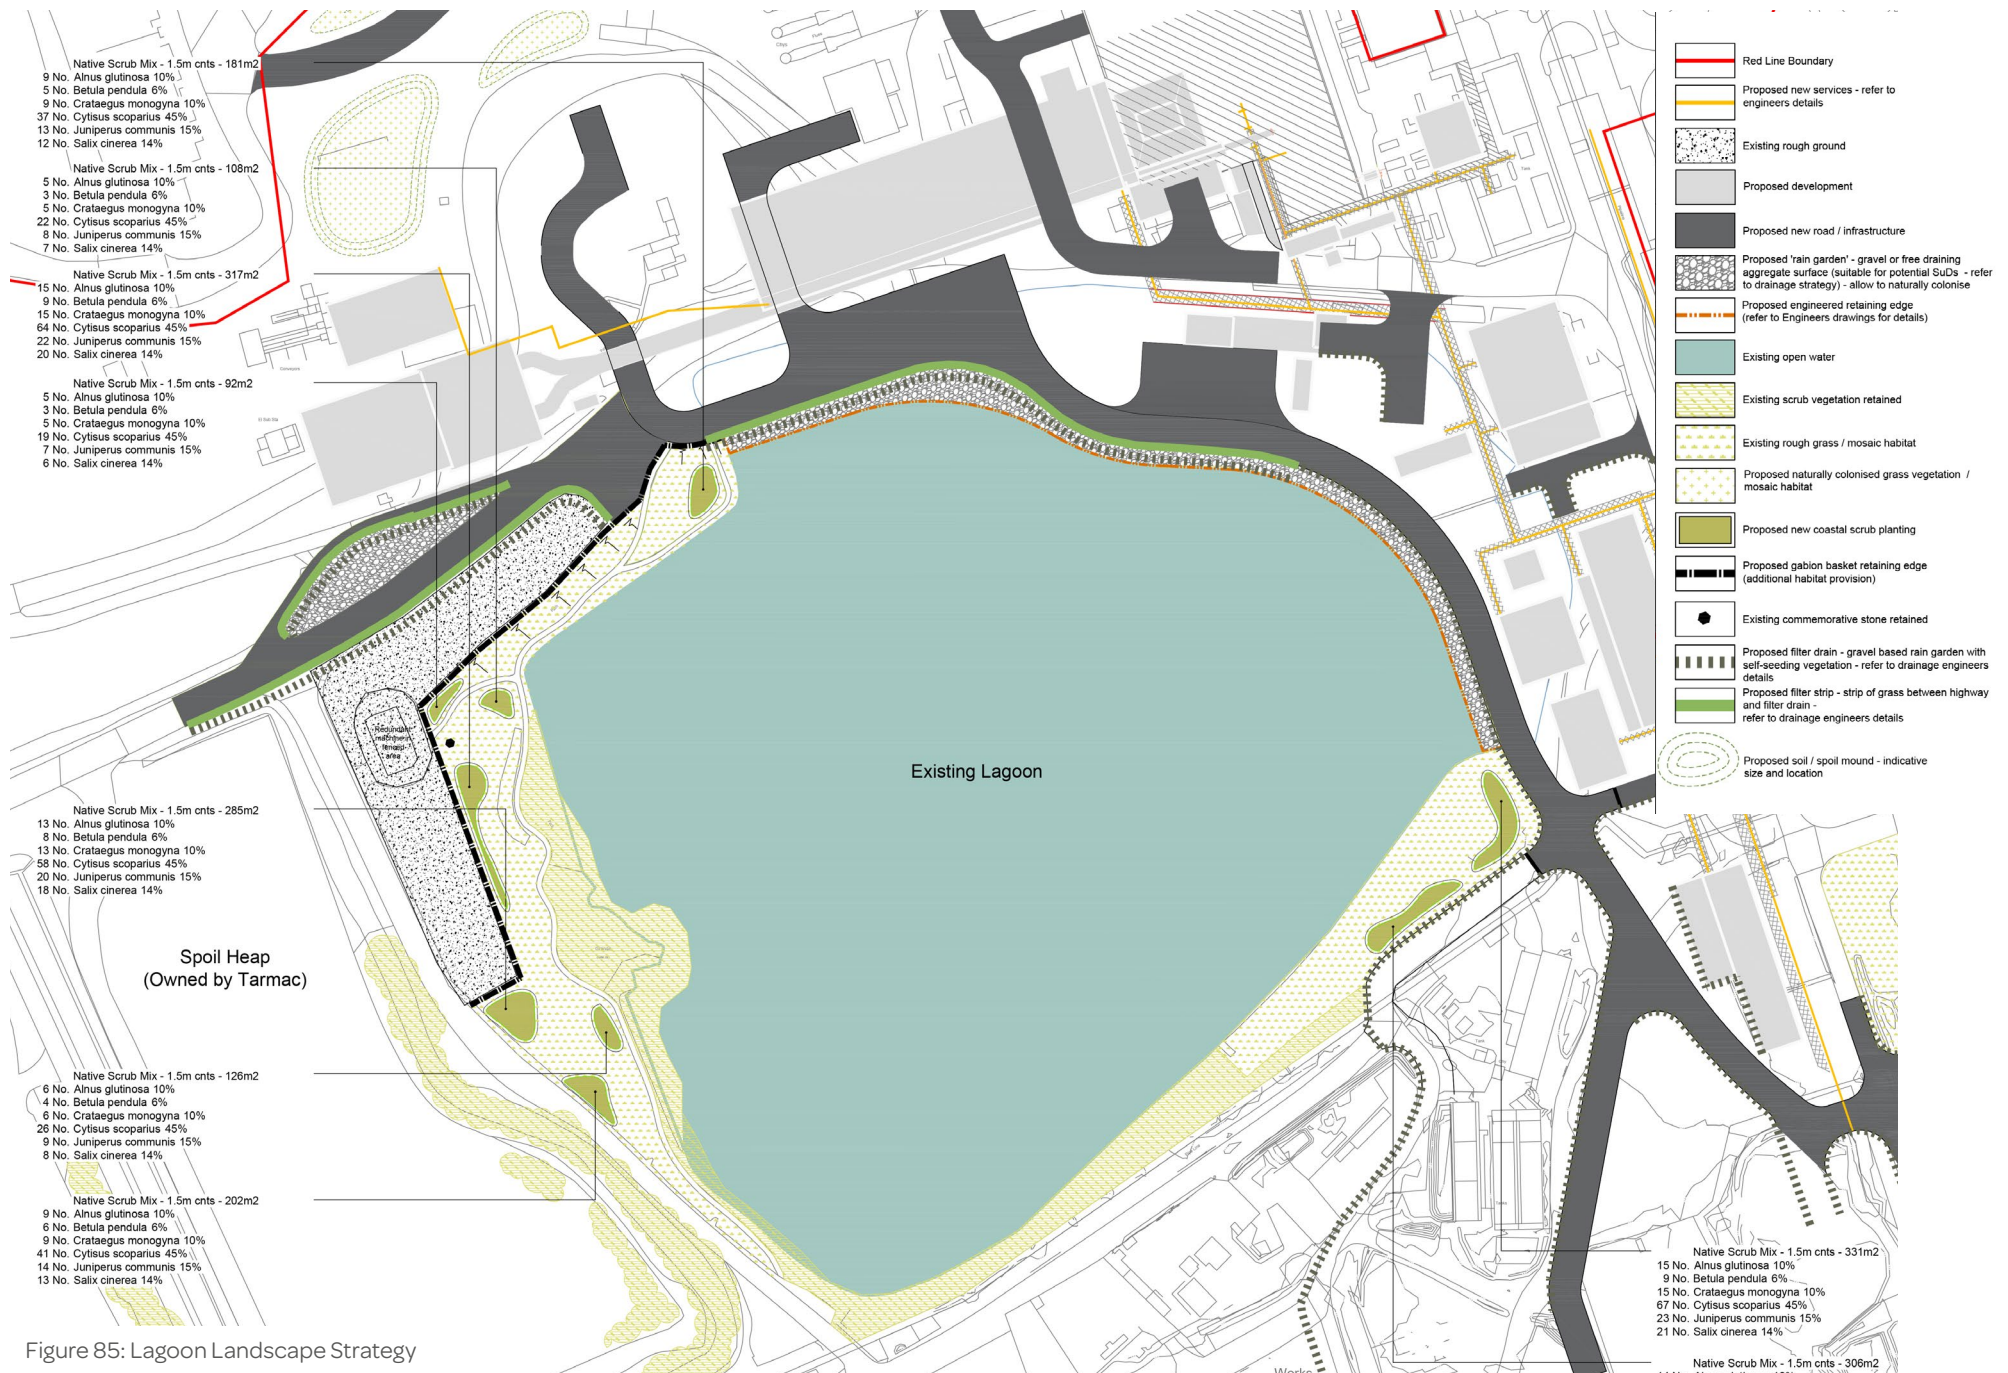 Native Scrub Mix - 1.5m cnts - 181m2
9 No. Alnus glutinosa 10%
5 No. Betula pendula 6%
9 No. Crataegus monogyna 10%
37 No. Cytisus scoparius 45%
13 No. Juniperus communis 15%
12 No. Salix cinerea 14%
Native Scrub Mix - 1.5m cnts - 108m2
5 No. Alnus glutinosa 10%
3 No. Betula pendula 6%
5 No. Crataegus monogyna 10%
22 No. Cytisus scoparius 45%
8 No. Juniperus communis 15%
7 No. Salix cinerea 14%
Native Scrub Mix - 1.5m cnts - 317m2
15 No. Alnus glutinosa 10%
9 No. Betula pendula 6%
15 No. Crataegus monogyna 10%
64 No. Cytisus scoparius 45%
22 No. Juniperus communis 15%
20 No. Salix cinerea 14%
Native Scrub Mix - 1.5m cnts - 92m2
5 No. Alnus glutinosa 10%
3 No. Betula pendula 6%
5 No. Crataegus monogyna 10%
19 No. Cytisus scoparius 45%
7 No. Juniperus communis 15%
6 No. Salix cinerea 14%
Redundant
machine in
fenced
area
Existing Lagoon
Native Scrub Mix - 1.5m cnts - 285m2
13 No. Alnus glutinosa 10%
8 No. Betula pendula 6%
13 No. Crataegus monogyna 10%
58 No. Cytisus scoparius 45%
20 No. Juniperus communis 15%
18 No. Salix cinerea 14%
Spoil Heap
(Owned by Tarmac)
Native Scrub Mix - 1.5m cnts - 126m2
6 No. Alnus glutinosa 10%
4 No. Betula pendula 6%
6 No. Crataegus monogyna 10%
26 No. Cytisus scoparius 45%
9 No. Juniperus communis 15%
8 No. Salix cinerea 14%
Native Scrub Mix - 1.5m cnts - 202m2
9 No. Alnus glutinosa 10%
6 No. Betula pendula 6%
9 No. Crataegus monogyna 10%
41 No. Cytisus scoparius 45%
14 No. Juniperus communis 15%
13 No. Salix cinerea 14%
Figure 85: Lagoon Landscape Strategy
Red Line Boundary
Proposed new services - refer to
engineers details
Existing rough ground
Proposed development
Proposed new road / infrastructure
Proposed 'rain garden' - gravel or free draining
aggregate surface (suitable for potential SuDs - refer
to drainage strategy) - allow to naturally colonise
Proposed engineered retaining edge
(refer to Engineers drawings for details)
Existing open water
Existing scrub vegetation retained
Existing rough grass / mosaic habitat
Proposed naturally colonised grass vegetation /
mosaic habitat
Proposed new coastal scrub planting
Proposed gabion basket retaining edge
(additional habitat provision)
Existing commemorative stone retained
Proposed filter drain - gravel based rain garden with
self-seeding vegetation - refer to drainage engineers
details
Proposed filter strip - strip of grass between highway
and filter drain -
refer to drainage engineers details
Proposed soil / spoil mound - indicative
size and location
Native Scrub Mix - 1.5m cnts - 331m2
15 No. Alnus glutinosa 10%
9 No. Betula pendula 6%
15 No. Crataegus monogyna 10%
67 No. Cytisus scoparius 45%
23 No. Juniperus communis 15%
21 No. Salix cinerea 14%
Native Scrub Mix - 1.5m cnts - 306m2